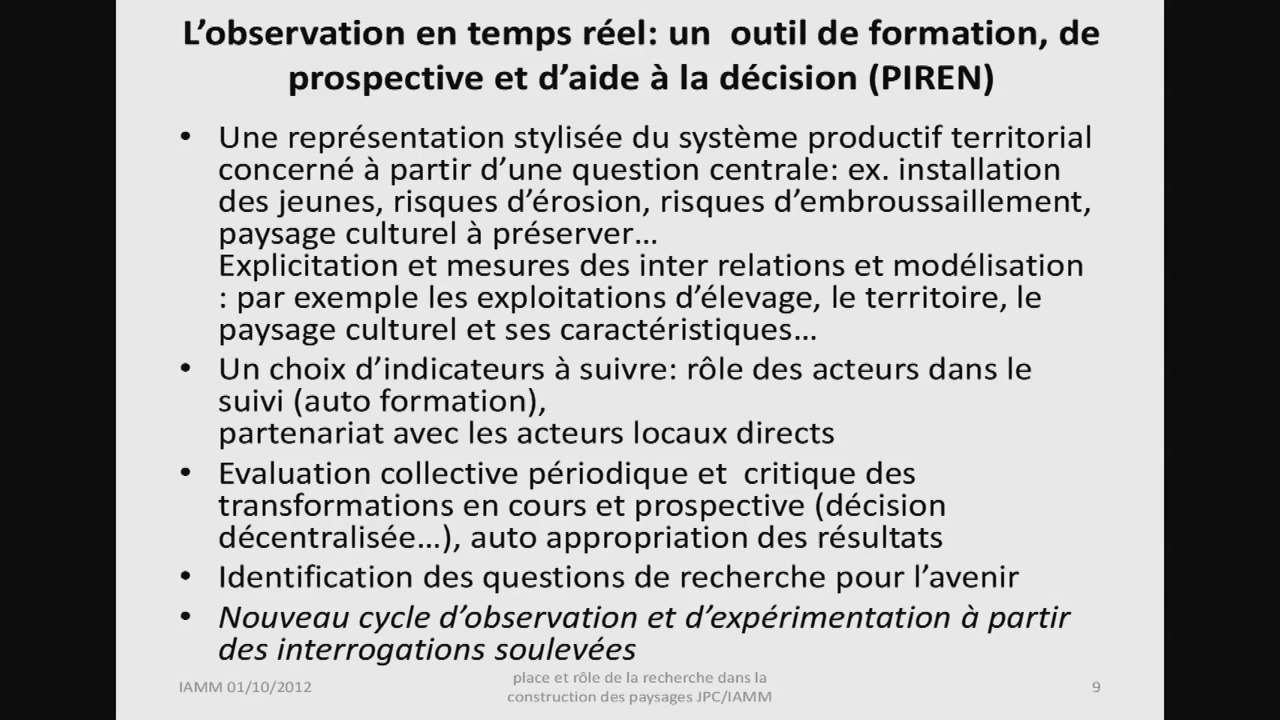 L’observation en temps réel: un  outil de formation, de
prospective et d’aide à la décision (PIREN)
• Une représentation stylisée du système productif territorial
concerné à partir d’une question centrale: ex. installation
des jeunes, risques d’érosion, risques d’embroussaillement,
paysage culturel à préserver…
Explicitation et mesures des inter relations et modélisation
: par exemple les exploitations d’élevage, le territoire, le
paysage culturel et ses caractéristiques…
• Un choix d’indicateurs à suivre: rôle des acteurs dans le
suivi (auto formation),
partenariat avec les acteurs locaux directs
• Evaluation collective périodique et  critique des
transformations en cours et prospective (décision
décentralisée…), auto appropriation des résultats
• Identification des questions de recherche pour l’avenir
• Nouveau cycle d’observation et d’expérimentation à partir
des interrogations soulevées
IAMM 01/10/2012
place et rôle de la recherche dans la
construction des paysages JPC/IAMM
9